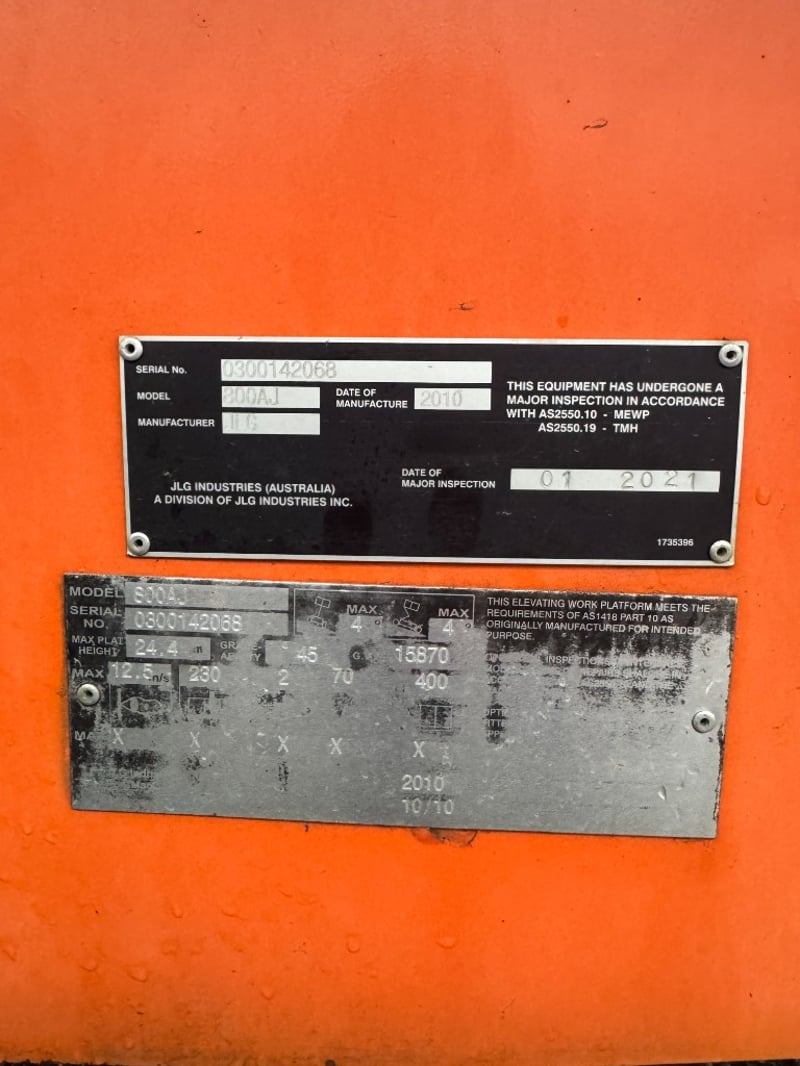 SERIAL No. 0300142068
MODEL 800AJ
DATE OF MANUFACTURE 2010
MANUFACTURER JLG
THIS EQUIPMENT HAS UNDERGONE A
MAJOR INSPECTION IN ACCORDANCE
WITH AS2550.10 - MEWP
AS2550.19 - TMH
JLG INDUSTRIES (AUSTRALIA)
A DIVISION OF JLG INDUSTRIES INC.
DATE OF
MAJOR INSPECTION 01 2021
1735396
MODEL 800AJ
SERIAL NO. 0300142068
MAX 4
MAX 4
THIS ELEVATING WORK PLATFORM MEETS THE
REQUIREMENTS OF AS1418 PART 10 AS
ORIGINALLY MANUFACTURED FOR INTENDED
PURPOSE.
MAX PLAT
HEIGHT 24.4 m
45
15870
MAX 12.5 m/s 230 2 70 400
X X X X X
2010
10/10